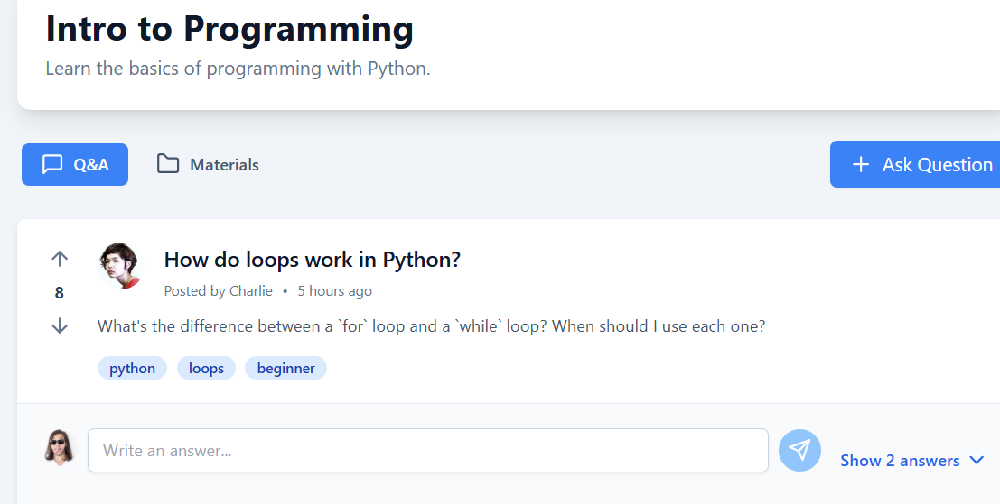 Intro to Programming
Learn the basics of programming with Python.
Q&A
Materials
Ask Question
How do loops work in Python?
8
Posted by Charlie • 5 hours ago
What's the difference between a `for` loop and a `while` loop? When should I use each one?
python loops beginner
Write an answer...
Show 2 answers